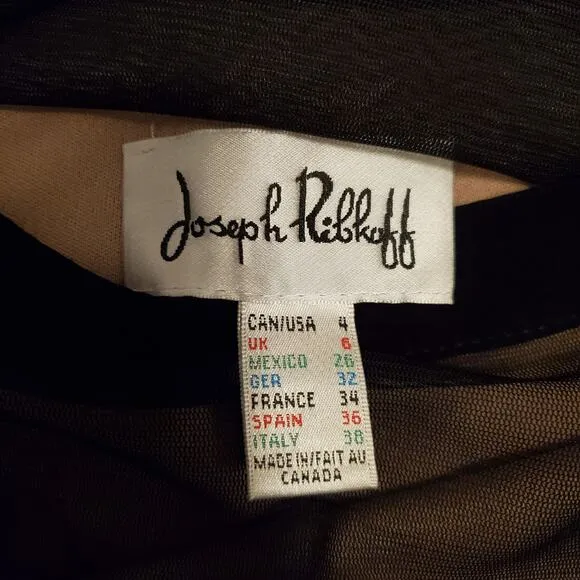 Joseph Ribkoff
CAN/USA 4
UK 6
MEXICO 26
GER 32
FRANCE 34
SPAIN 36
ITALY 38
MADE IN/FAIT AU
CANADA